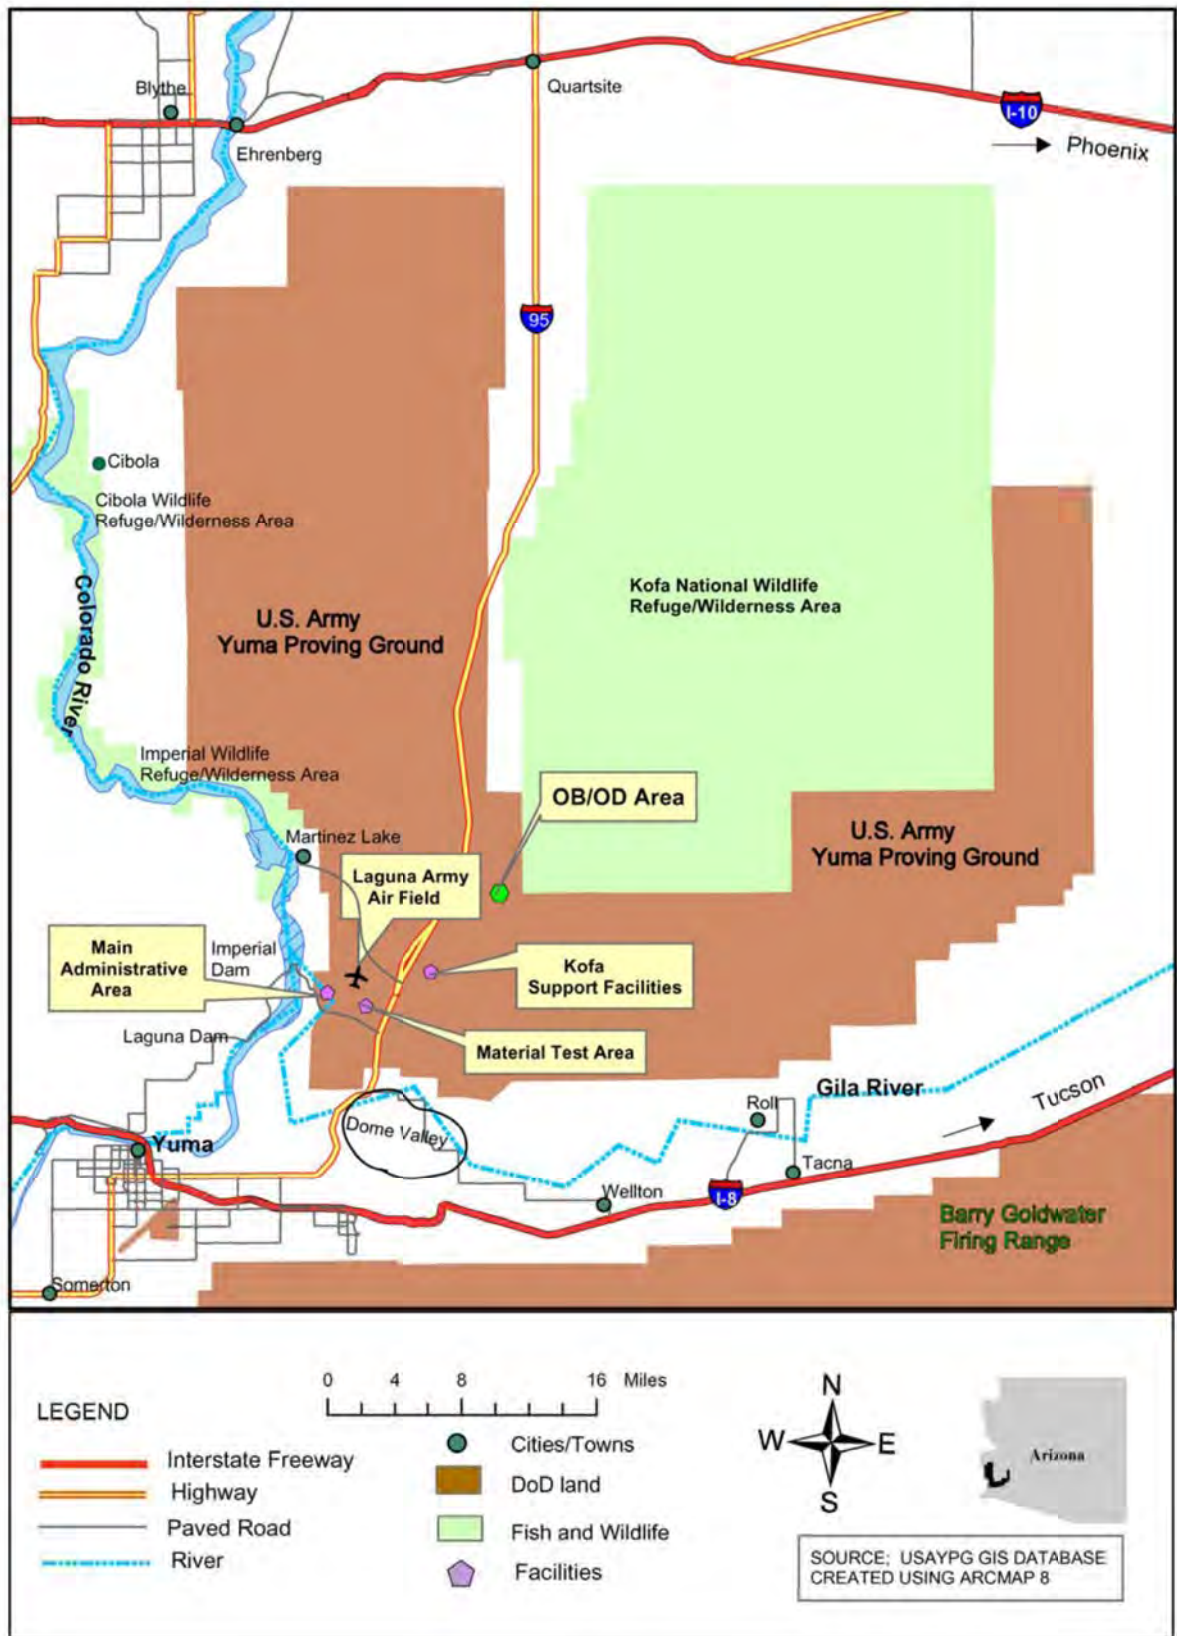 Blythe
Quartsite
Ehrenberg
I-10
Phoenix
95
Cibola
Cibola Wildlife
Refuge/Wilderness Area
Colorado River
U.S. Army
Yuma Proving Ground
Kofa National Wildlife
Refuge/Wilderness Area
Imperial Wildlife
Refuge/Wilderness Area
OB/OD Area
Martinez Lake
U.S. Army
Yuma Proving Ground
Laguna Army
Air Field
Main
Administrative
Area
Imperial
Dam
Kofa
Support Facilities
Laguna Dam
Material Test Area
Gila River
Tucson
Roll
Dome Valley
Yuma
Tacna
Wellton
I-8
Barry Goldwater
Firing Range
Somerton
0 4 8 16 Miles
LEGEND
Interstate Freeway
Highway
Paved Road
River
Cities/Towns
DoD land
Fish and Wildlife
Facilities
N
W E
S
Arizona
SOURCE; USAYPG GIS DATABASE
CREATED USING ARCMAP 8